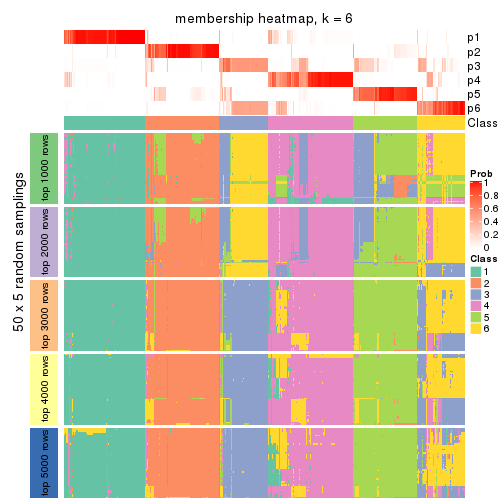 membership heatmap, k = 6
p1
p2
p3
p4
p5
p6
Class
50 x 5 random samplings
top 1000 rows
top 2000 rows
top 3000 rows
top 4000 rows
top 5000 rows
Prob
1
0.8
0.6
0.4
0.2
0
Class
1
2
3
4
5
6